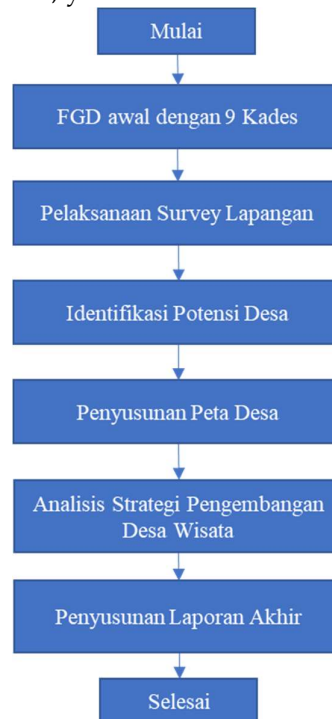 Mulai
FGD awal dengan 9 Kades
Pelaksanaan Survey Lapangan
Identifikasi Potensi Desa
Penyusunan Peta Desa
Analisis Strategi Pengembangan
Desa Wisata
Penyusunan Laporan Akhir
Selesai